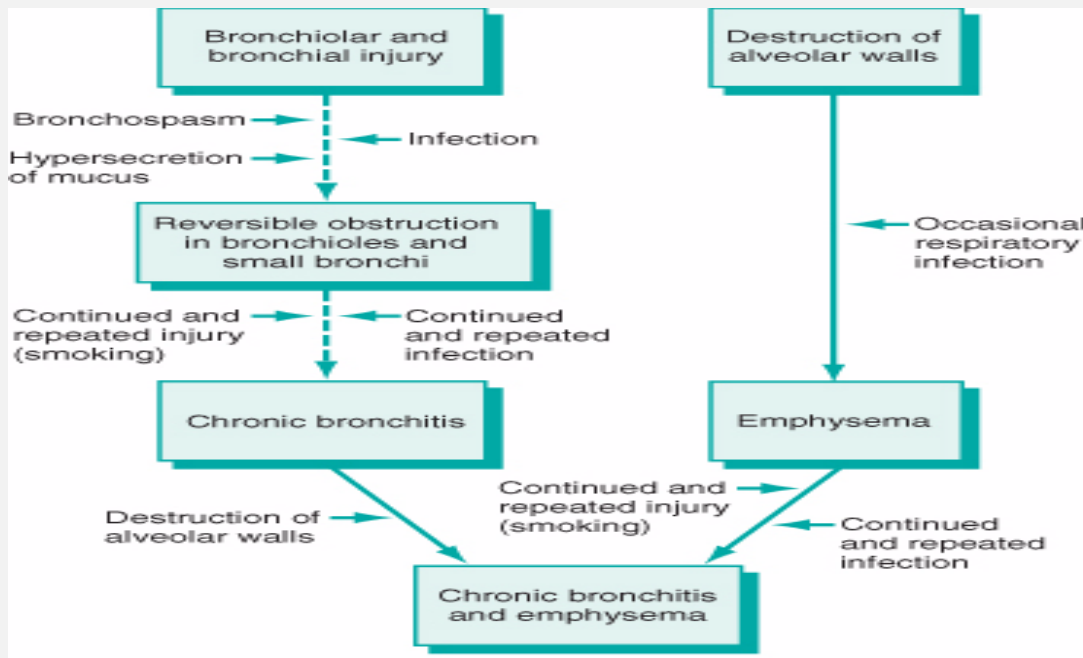 Bronchiolar and
bronchial injury
Destruction of
alveolar walls
Bronchospasm
Infection
Hypersecretion
of mucus
Reversible obstruction
in bronchioles and
small bronchi
Occasional
respiratory
infection
Continued and
repeated injury
(smoking)
Continued
and repeated
infection
Chronic bronchitis
Emphysema
Destruction of
alveolar walls
Continued and
repeated injury
(smoking)
Continued
and repeated
infection
Chronic bronchitis
and emphysema